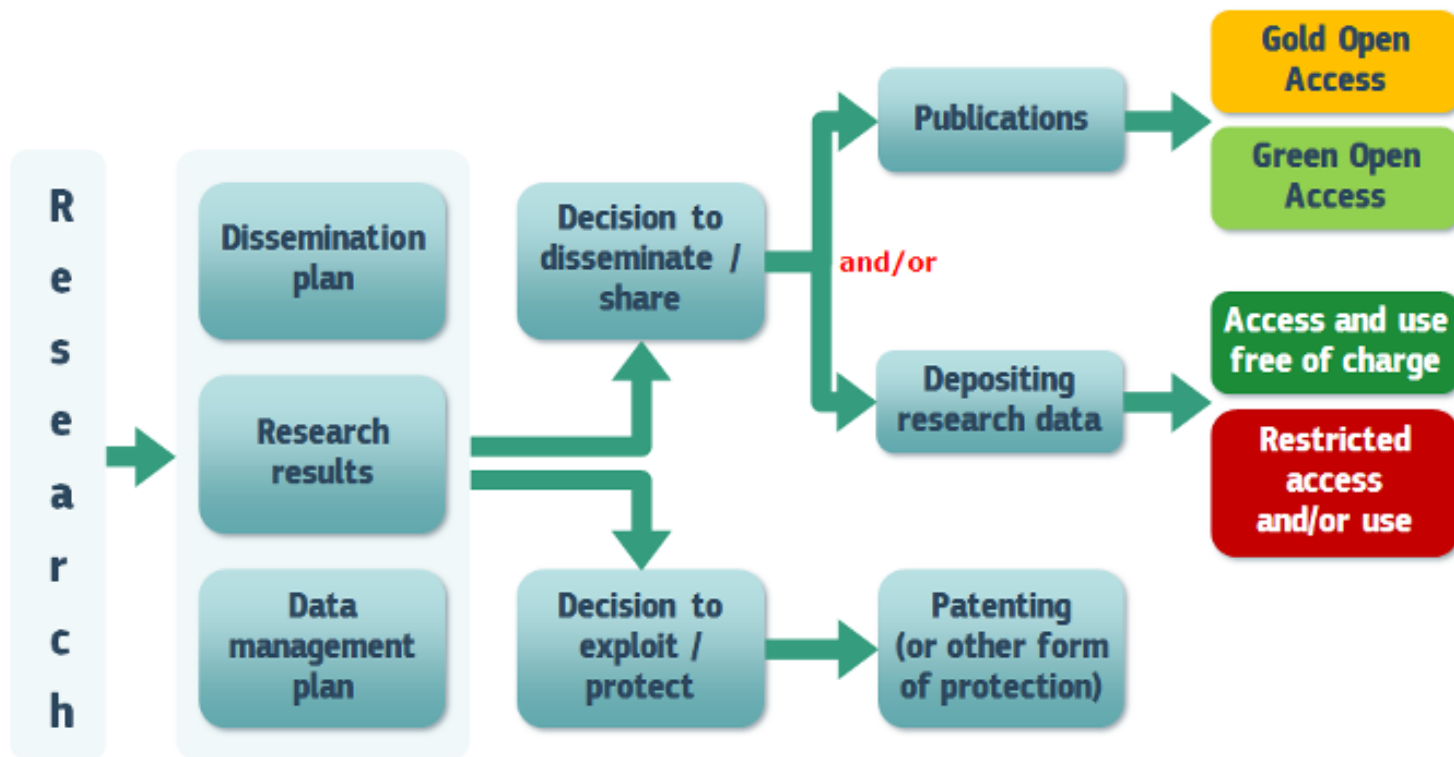 Research
Dissemination
plan
Research
results
Data
management
plan
Decision to
disseminate /
share
Decision to
exploit /
protect
and/or
Publications
Depositing
research data
Patenting
(or other form
of protection)
Gold Open
Access
Green Open
Access
Access and use
free of charge
Restricted
access
and/or use